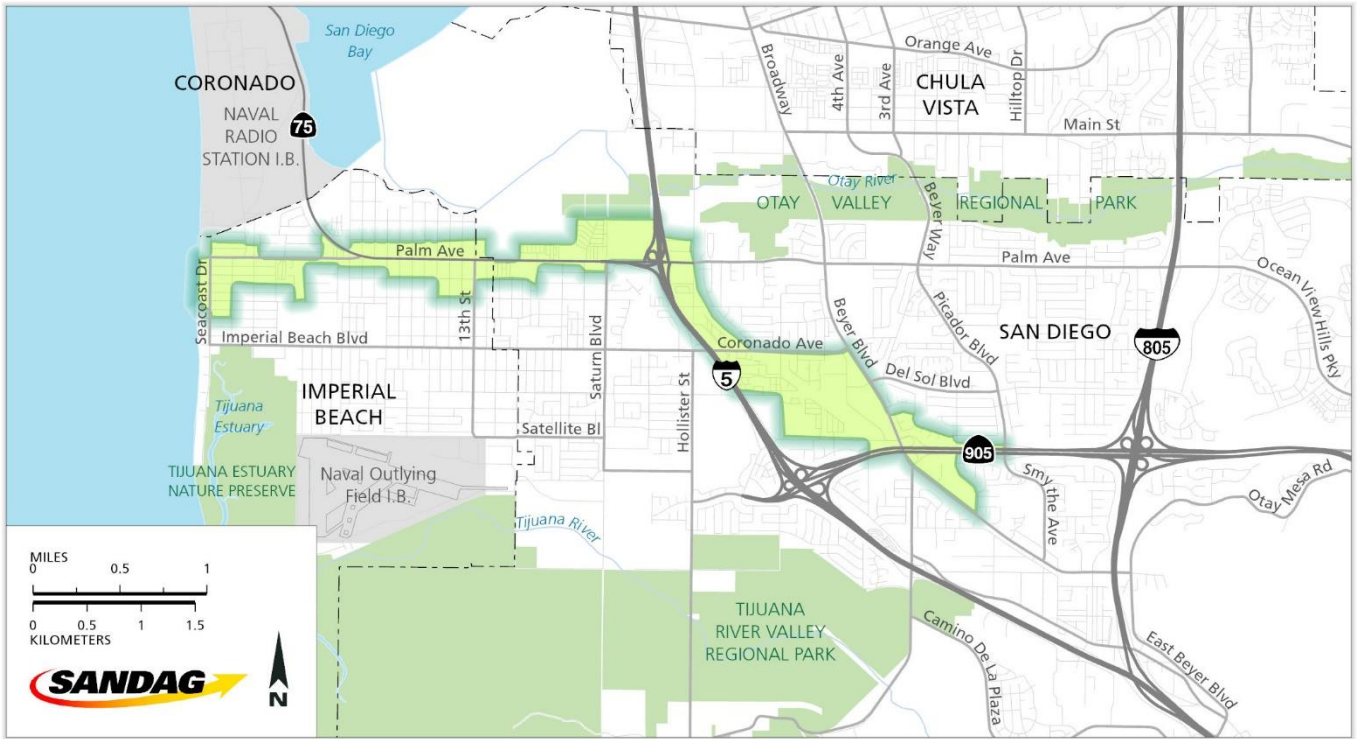 San Diego
Bay
CORONADO
NAVAL
RADIO
STATION I.B.
75
Broadway
4th Ave
3rd Ave
Orange Ave
CHULA
VISTA
Hilltop Dr
Main St
Otay River
OTAY VALLEY REGIONAL PARK
Beyer Way
Palm Ave
Palm Ave
Seacoast Dr
13th St
Imperial Beach Blvd
Saturn Blvd
Coronado Ave
Beyer Blvd
Picador Blvd
SAN DIEGO
805
Ocean View Hills Pky
5
Del Sol Blvd
IMPERIAL
BEACH
Tijuana
Estuary
Satellite Bl
Hollister St
905
Smythe Ave
Otay Mesa Rd
TIJUANA ESTUARY
NATURE PRESERVE
Naval Outlying
Field I.B.
Tijuana River
TIJUANA
RIVER VALLEY
REGIONAL PARK
Camino De La Plaza
East Beyer Blvd
MILES
0 0.5 1
0 0.5 1 1.5
KILOMETERS
SANDAG
N